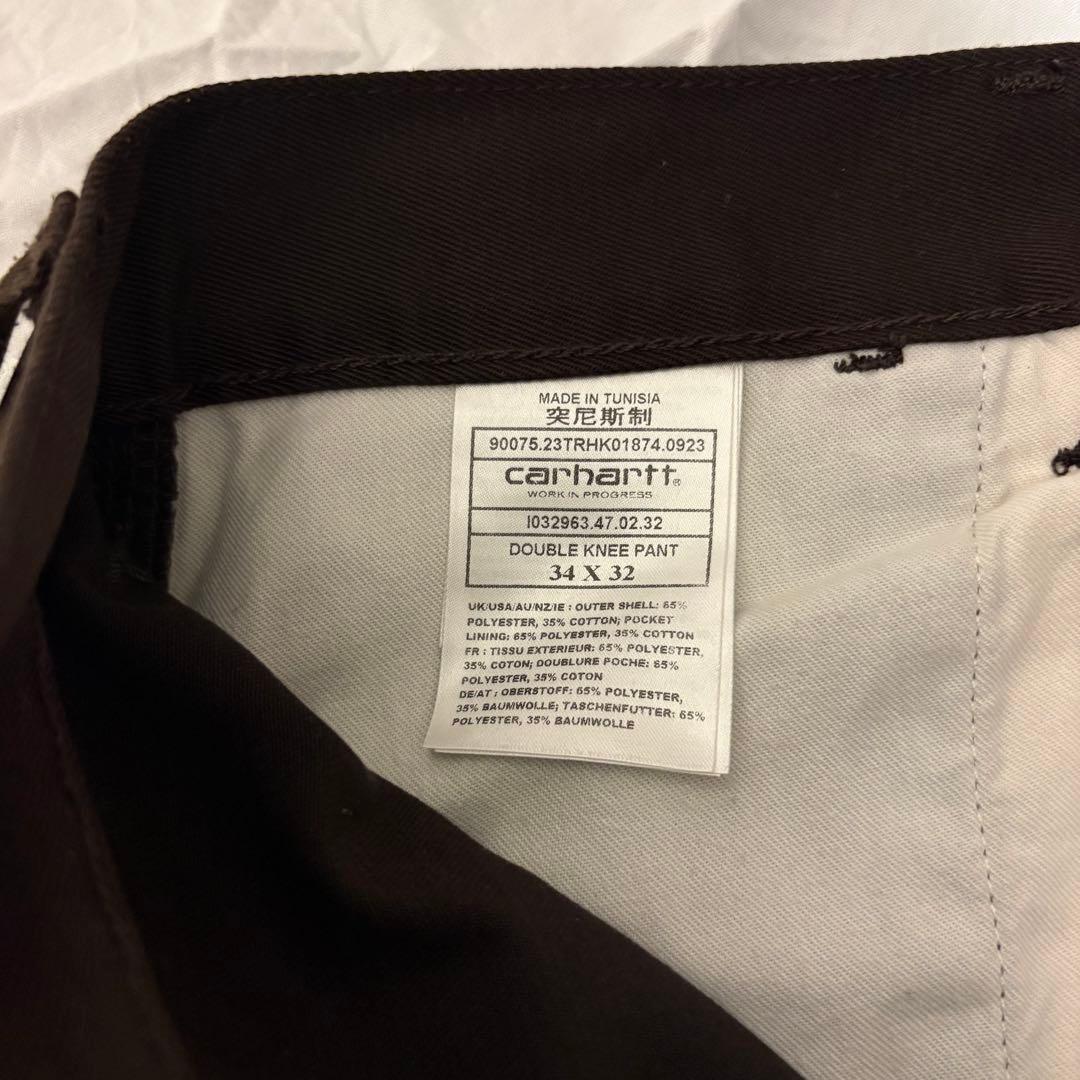 MADE IN TUNISIA
突尼斯制
90075.23TRHK01874.0923
carhartt®
WORK IN PROGRESS
I032963.47.02.32
DOUBLE KNEE PANT
34 X 32
UK/USA/AU/NZ/IE : OUTER SHELL: 65%
POLYESTER, 35% COTTON; POCKET
LINING: 65% POLYESTER, 35% COTTON
FR : TISSU EXTERIEUR: 65% POLYESTER,
35% COTON; DOUBLURE POCHE: 65%
POLYESTER, 35% COTON
DE/AT : OBERSTOFF: 65% POLYESTER,
35% BAUMWOLLE; TASCHENFUTTER: 65%
POLYESTER, 35% BAUMWOLLE